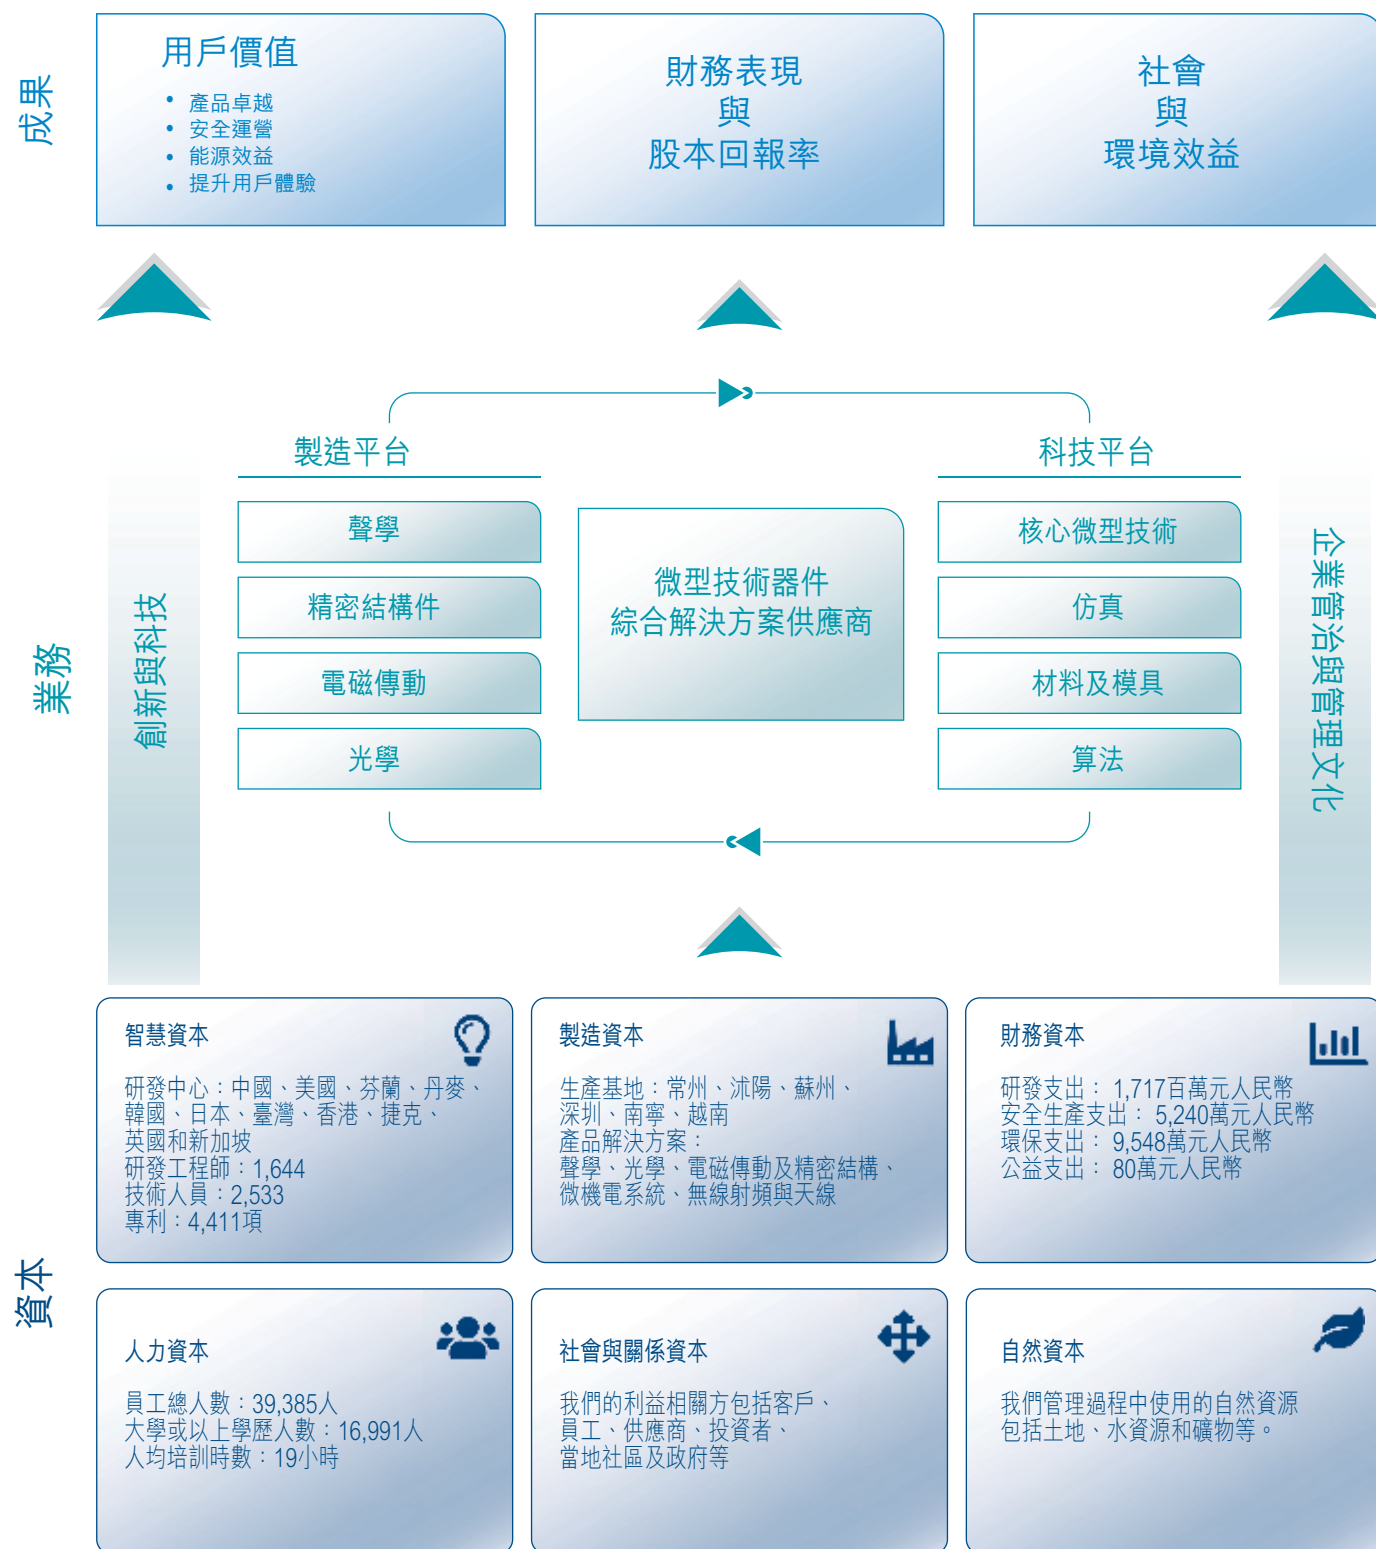 成果
用戶價值
• 產品卓越
• 安全運營
• 能源效益
• 提升用戶體驗
財務表現
與
股本回報率
社會
與
環境效益
業務
創新與科技
製造平台
聲學
精密結構件
電磁傳動
光學
微型技術器件
綜合解決方案供應商
科技平台
核心微型技術
仿真
材料及模具
算法
企業管治與管理文化
資本
智慧資本
研發中心：中國、美國、芬蘭、丹麥、
韓國、日本、臺灣、香港、捷克、
英國和新加坡
研發工程師：1,644
技術人員：2,533
專利：4,411項
製造資本
生產基地：常州、沭陽、蘇州、
深圳、南寧、越南
產品解決方案：
聲學、光學、電磁傳動及精密結構、
微機電系統、無線射頻與天線
財務資本
研發支出： 1,717百萬元人民幣
安全生產支出： 5,240萬元人民幣
環保支出： 9,548萬元人民幣
公益支出： 80萬元人民幣
人力資本
員工總人數：39,385人
大學或以上學歷人數：16,991人
人均培訓時數：19小時
社會與關係資本
我們的利益相關方包括客戶、
員工、供應商、投資者、
當地社區及政府等
自然資本
我們管理過程中使用的自然資源
包括土地、水資源和礦物等。